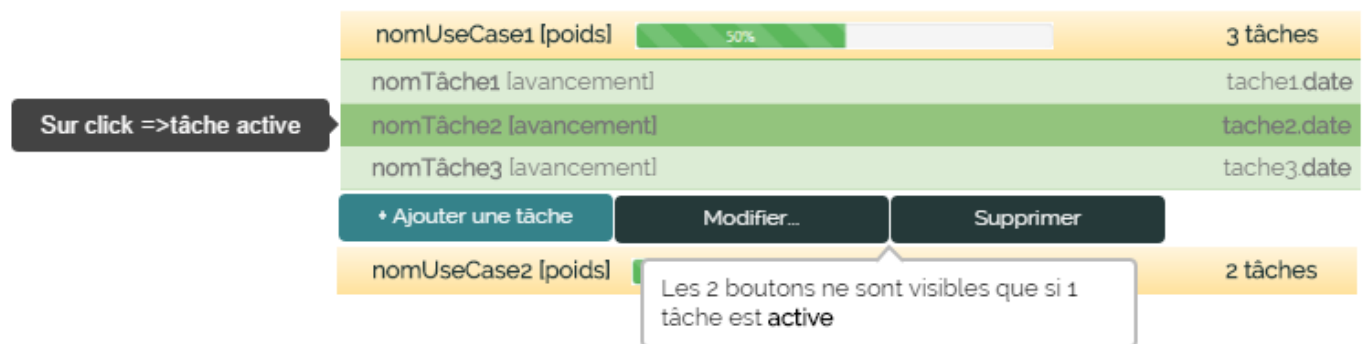 nomUseCase1 [poids] 50% 3 tâches
nomTâche1 [avancement] tache1.date
Sur click =>tâche active nomTâche2 [avancement] tache2.date
nomTâche3 [avancement] tache3.date
+ Ajouter une tâche Modifier... Supprimer
nomUseCase2 [poids] 2 tâches
Les 2 boutons ne sont visibles que si 1
tâche est active